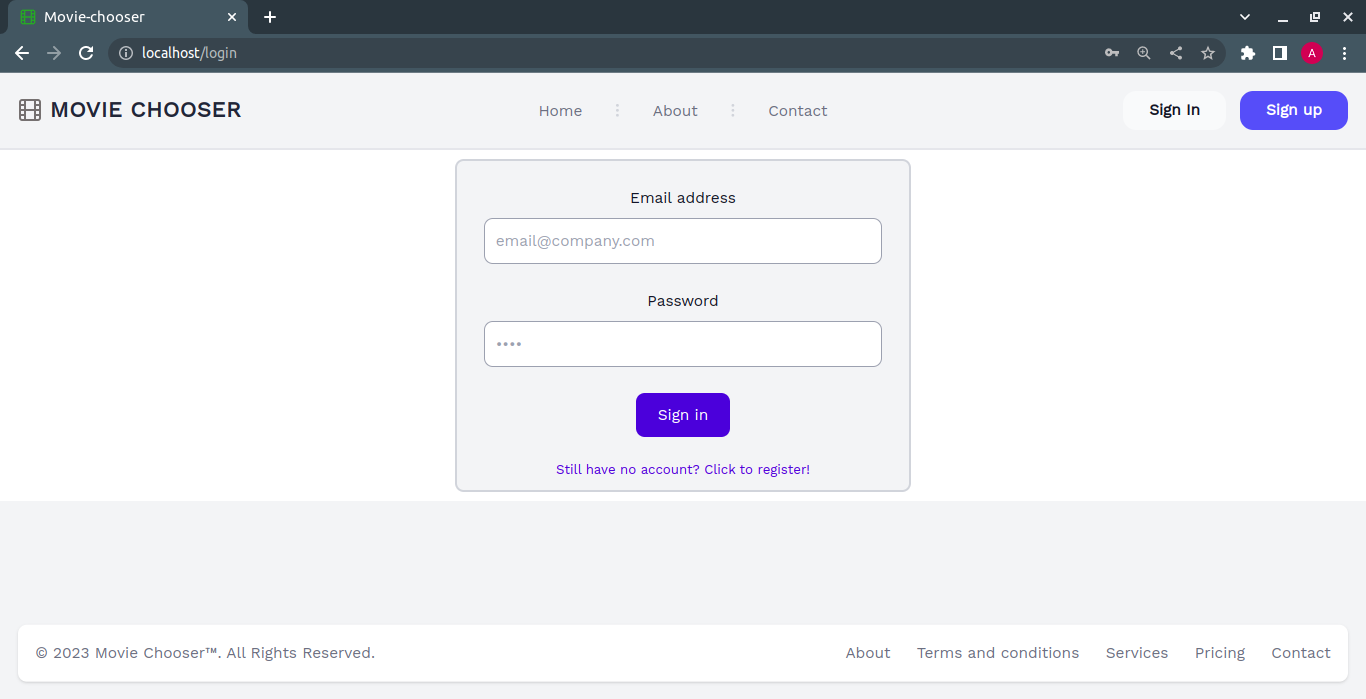 Movie-chooser
localhost/login
A
MOVIE CHOOSER
Home
About
Contact
Sign In
Sign up
Email address
email@company.com
Password
••••
Sign in
Still have no account? Click to register!
© 2023 Movie Chooser™. All Rights Reserved.
About
Terms and conditions
Services
Pricing
Contact